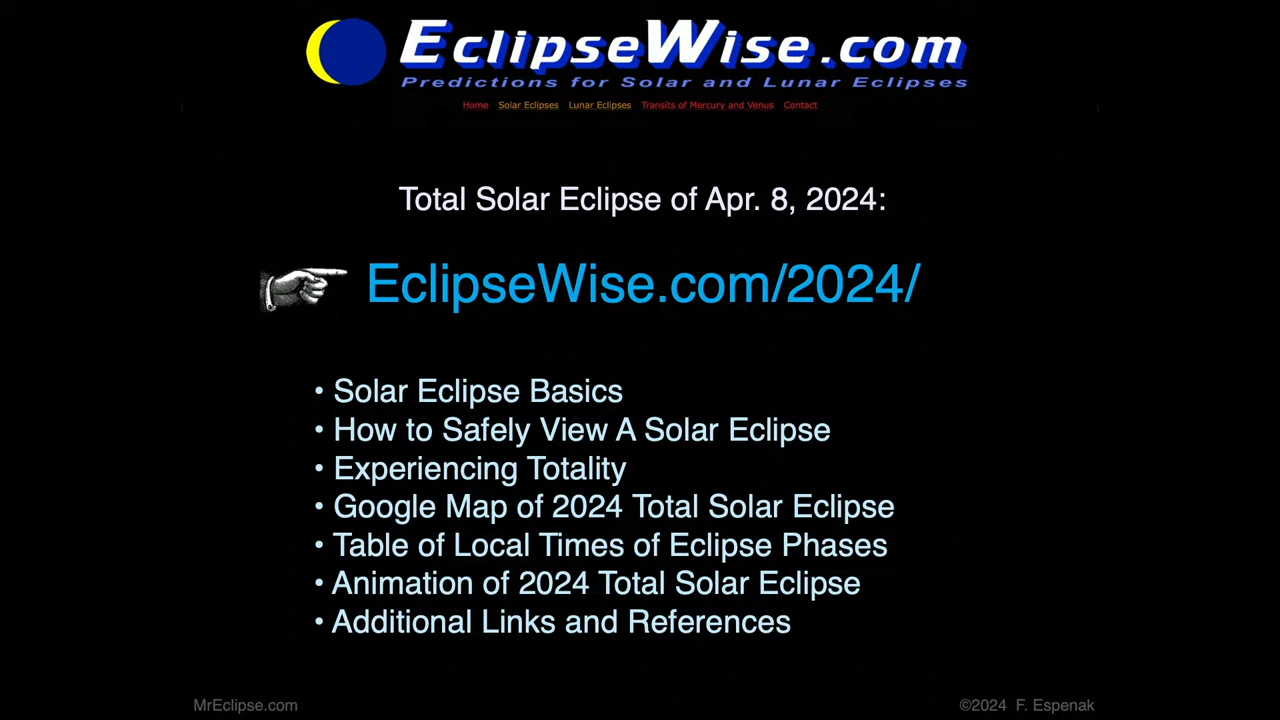 EclipseWise.com
Predictions for Solar and Lunar Eclipses
Home Solar Eclipses Lunar Eclipses Transits of Mercury and Venus Contact
Total Solar Eclipse of Apr. 8, 2024:
EclipseWise.com/2024/
• Solar Eclipse Basics
• How to Safely View A Solar Eclipse
• Experiencing Totality
• Google Map of 2024 Total Solar Eclipse
• Table of Local Times of Eclipse Phases
• Animation of 2024 Total Solar Eclipse
• Additional Links and References
MrEclipse.com ©2024 F. Espenak